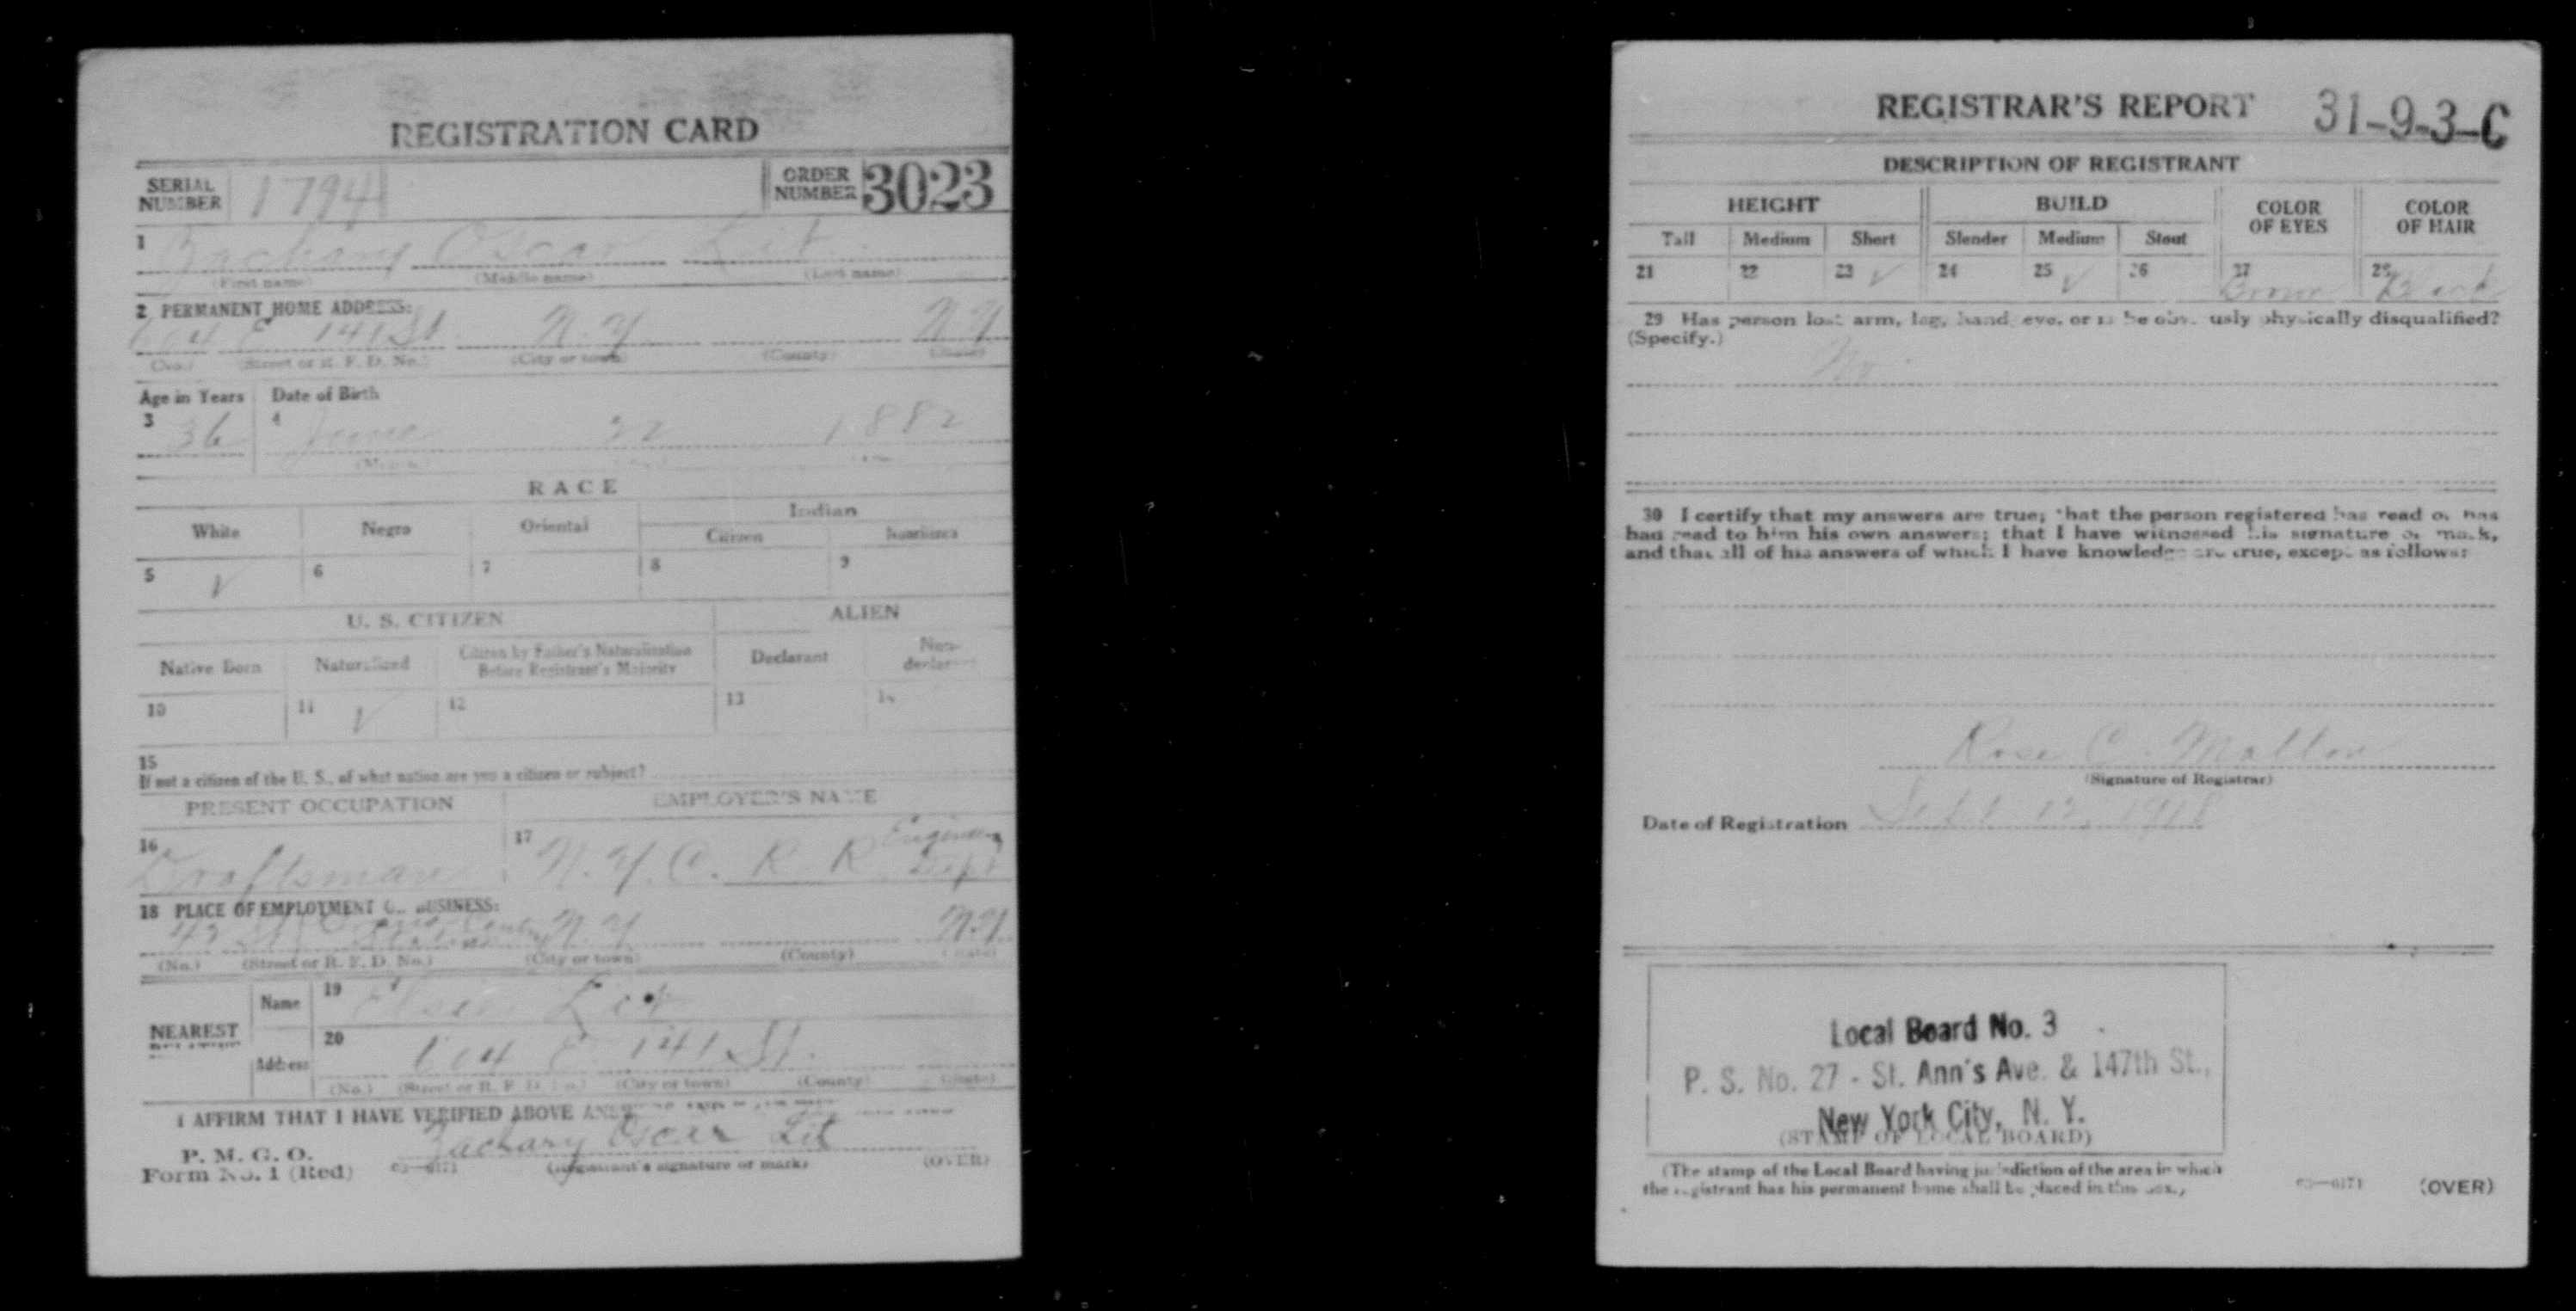 REGISTRATION CARD
SERIAL NUMBER 1794 ORDER NUMBER 3023
1 Zachary Oscar Lit
(First name) (Middle name) (Last name)
2 PERMANENT HOME ADDRESS:
604 E 141 St. N.Y N.Y
(No.) (Street or R. F. D. No.) (City or town) (County) (State)
Age in Years Date of Birth
3 36 4 June 22 1882
RACE
White Negro Oriental Indian
Citizen Noncitizen
5 ✓ 6 7 8 9
U. S. CITIZEN ALIEN
Native Born Naturalized Citizen by Father's Naturalization Before Registrant's Majority Declarant Non-declarant
10 11 ✓ 12 13 14
15
If not a citizen of the U. S., of what nation are you a citizen or subject?
PRESENT OCCUPATION EMPLOYER'S NAME
16 Draftsman 17 N.Y.C. R R. Dept
18 PLACE OF EMPLOYMENT OR BUSINESS:
42 St. N.Y N.Y.
(No.) (Street or R. F. D. No.) (City or town) (County) (State)
NEAREST Name 19 Elsie Lit
Address 20 604 E. 141 St.
(No.) (Street or R. F. D. No.) (City or town) (County) (State)
I AFFIRM THAT I HAVE VERIFIED ABOVE
Zachary Oscar Lit
P. M. G. O.
Form No. 1 (Red) (Registrant's signature or mark) (OVER)
REGISTRAR'S REPORT 31-9-3-C
DESCRIPTION OF REGISTRANT
HEIGHT BUILD COLOR OF EYES COLOR OF HAIR
Tall Medium Short Slender Medium Stout
21 22 23 ✓ 24 25 ✓ 26 27 Brown 28 Black
29 Has person lost arm, leg, hand, eye, or is he obviously physically disqualified?
(Specify.) No
30 I certify that my answers are true; that the person registered has read or has
had read to him his own answers; that I have witnessed his signature or mark,
and that all of his answers of which I have knowledge are true, except as follows:
Rose C. Mallon
(Signature of Registrar)
Date of Registration Sept 12, 1918
Local Board No. 3
P. S. No. 27 - St. Ann's Ave. & 147th St.,
New York City, N. Y.
(STAMP OF LOCAL BOARD)
(The stamp of the Local Board having jurisdiction of the area in which
the registrant has his permanent home shall be placed in this box.)
03—6171 (OVER)